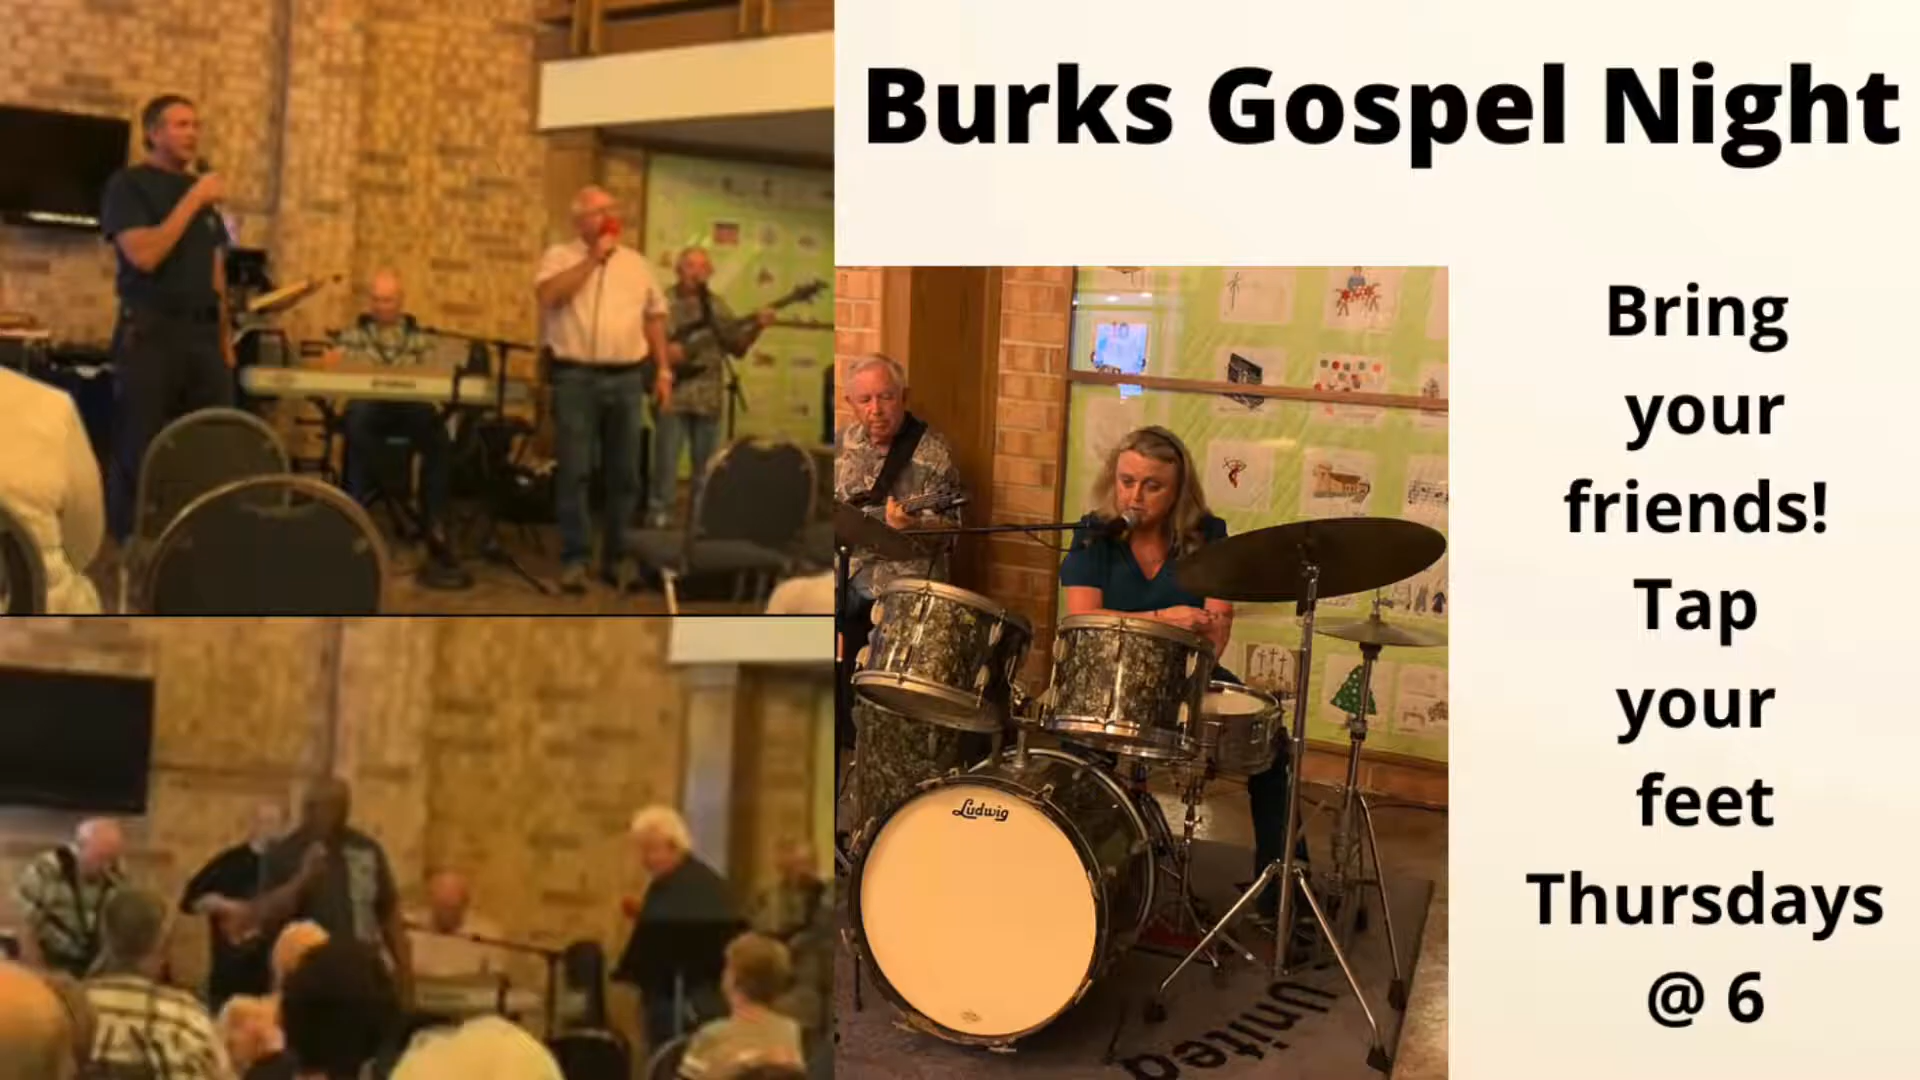 Burks Gospel Night
Bring
your
friends!
Tap
your
feet
Thursdays
@ 6
Ludwig
United